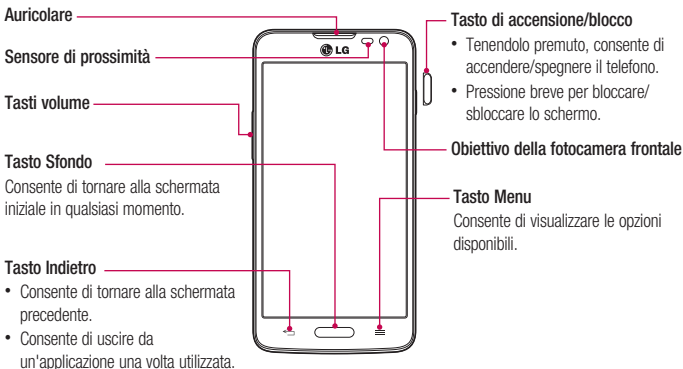 Auricolare
Sensore di prossimità
Tasti volume
Tasto Sfondo
Consente di tornare alla schermata
iniziale in qualsiasi momento.
Tasto Indietro
• Consente di tornare alla schermata
precedente.
• Consente di uscire da
un'applicazione una volta utilizzata.
LG
Tasto di accensione/blocco
• Tenendolo premuto, consente di
accendere/spegnere il telefono.
• Pressione breve per bloccare/
sbloccare lo schermo.
Obiettivo della fotocamera frontale
Tasto Menu
Consente di visualizzare le opzioni
disponibili.